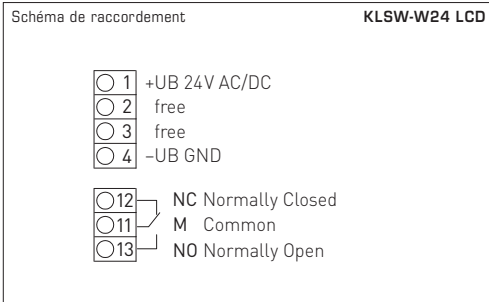 Schéma de raccordement KLSW-W24 LCD
1 +UB 24V AC/DC
2 free
3 free
4 –UB GND
12 NC Normally Closed
11 M Common
13 NO Normally Open